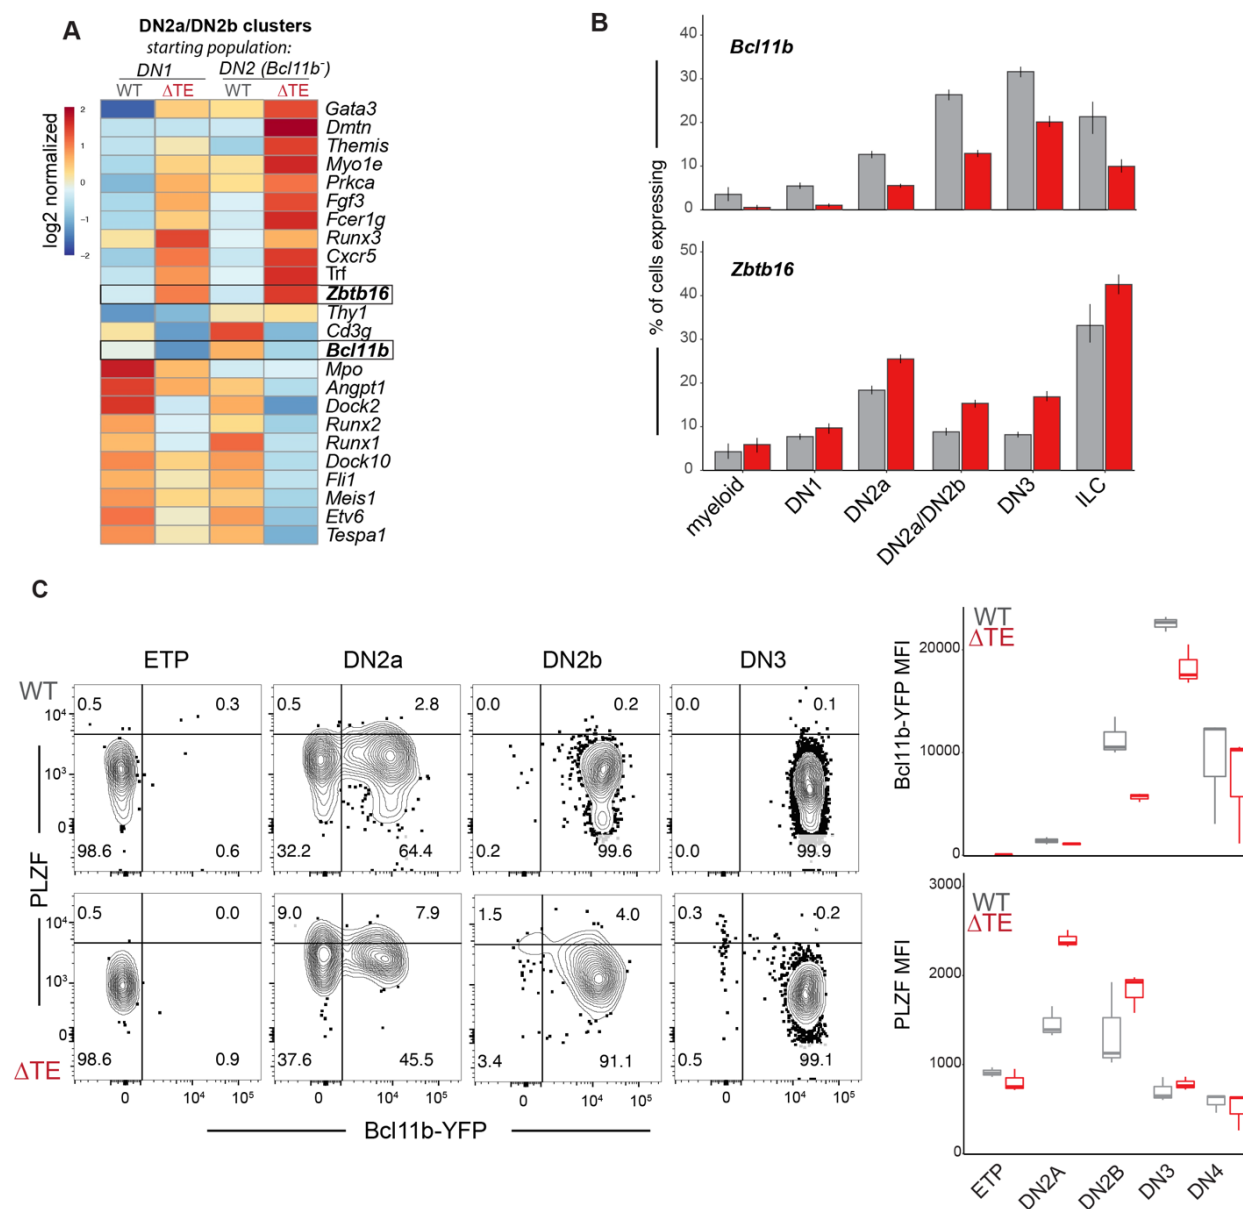 A
DN2a/DN2b clusters
starting population:
DN1 DN2 (Bcl11b-)
WT ΔTE WT ΔTE
log2 normalized
2
1
0
−1
−2
Gata3
Dmtn
Themis
Myo1e
Prkca
Fgf3
Fcer1g
Runx3
Cxcr5
Trf
Zbtb16
Thy1
Cd3g
Bcl11b
Mpo
Angpt1
Dock2
Runx2
Runx1
Dock10
Fli1
Meis1
Etv6
Tespa1
B
Bcl11b
40
30
20
10
0
% of cells expressing
Zbtb16
50
40
30
20
10
0
myeloid
DN1
DN2a
DN2a/DN2b
DN3
ILC
C
ETP DN2a DN2b DN3
WT
0.5 0.3 0.5 2.8 0.0 0.2 0.0 0.1
10⁴
10³
0
98.6 0.6 32.2 64.4 0.2 99.6 0.0 99.9
PLZF
0.5 0.0 9.0 7.9 1.5 4.0 0.3 0.2
10⁴
10³
0
98.6 0.9 37.6 45.5 3.4 91.1 0.5 99.1
ΔTE
0 10⁴ 10⁵ 0 10⁴ 10⁵ 0 10⁴ 10⁵ 0 10⁴ 10⁵
Bcl11b-YFP
WT
ΔTE
Bcl11b-YFP MFI
20000
10000
0
WT
ΔTE
PLZF MFI
3000
2000
1000
0
ETP
DN2A
DN2B
DN3
DN4